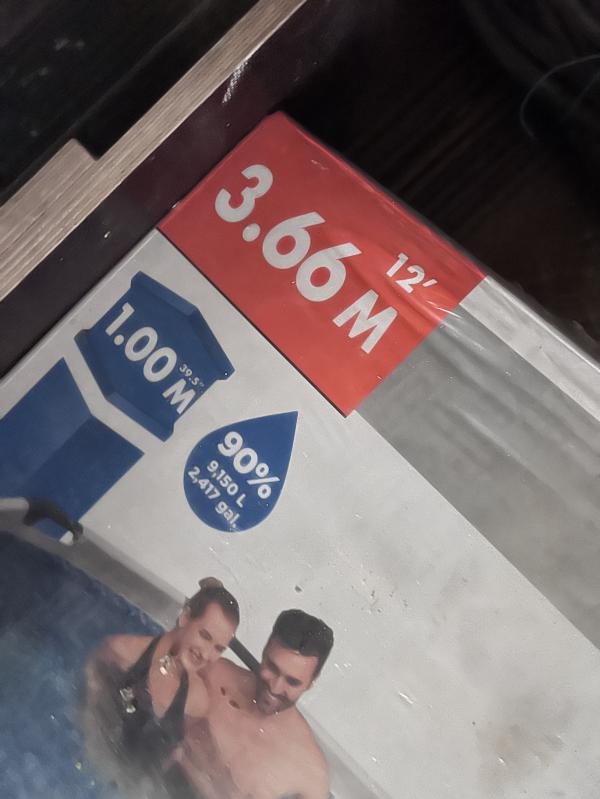 3.66 M 12'
1.00 M 39.5"
90%
9,150 L
2,417 gal.